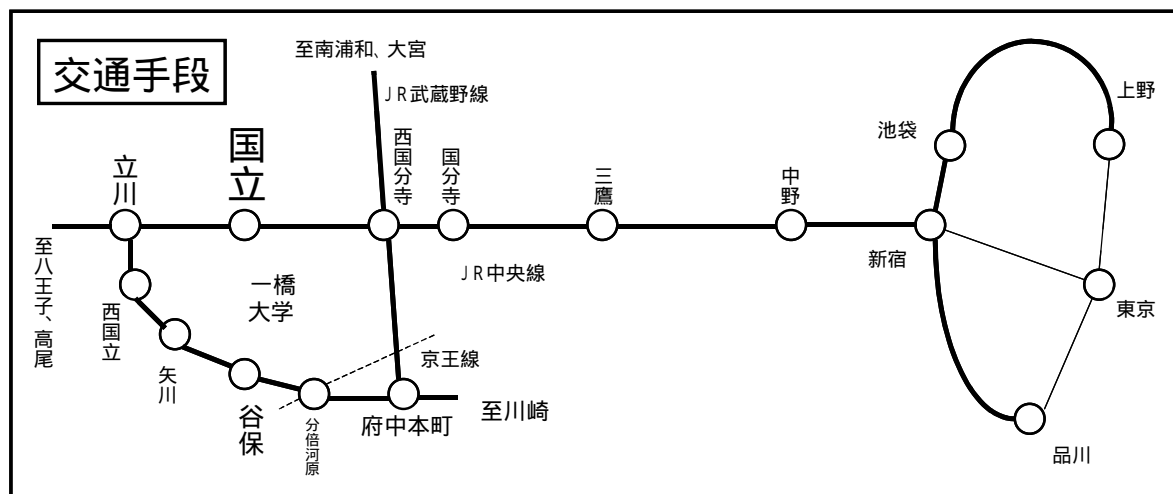 交通手段
至南浦和、大宮
JR武蔵野線
上野
池袋
国立
立川
西国分寺
国分寺
三鷹
中野
新宿
至八王子、高尾
一橋
大学
JR中央線
西国立
東京
矢川
京王線
谷保
分倍河原
府中本町
至川崎
品川